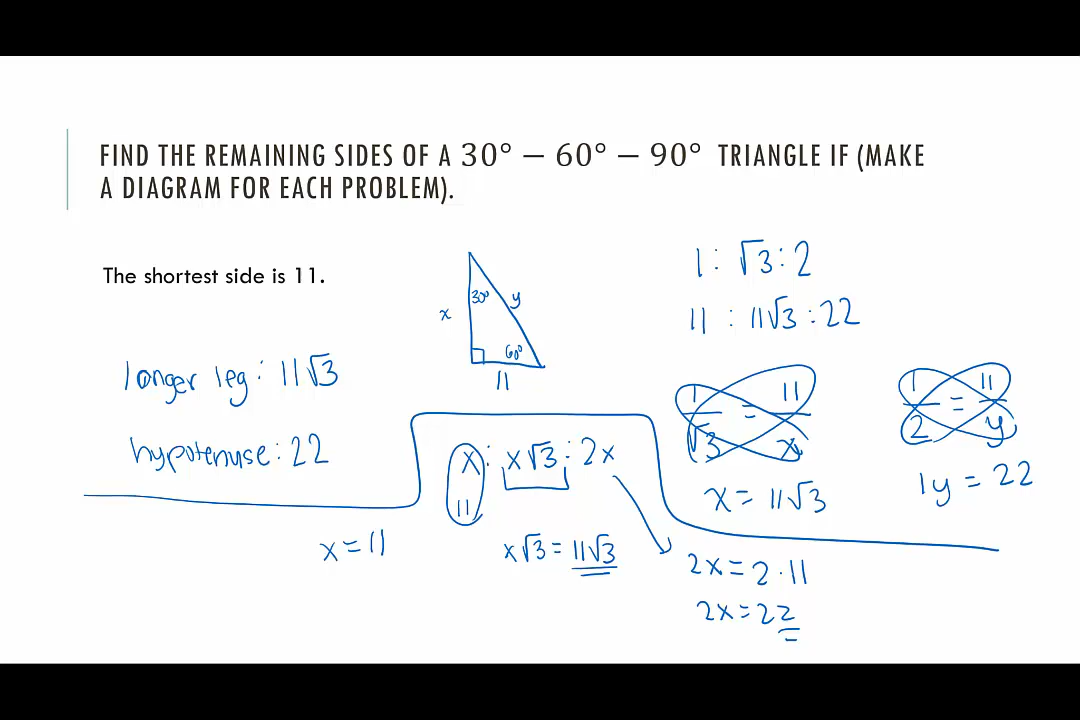 FIND THE REMAINING SIDES OF A 30° − 60° − 90° TRIANGLE IF (MAKE
A DIAGRAM FOR EACH PROBLEM).
The shortest side is 11.
30°
x
y
60°
11
1 : √3 : 2
11 : 11√3 : 22
longer leg : 11√3
hypotenuse : 22
1/√3 = 11/x
x = 11√3
1/2 = 11/y
1y = 22
x : x√3 : 2x
11
x = 11
x√3 = 11√3
2x = 2 · 11
2x = 22